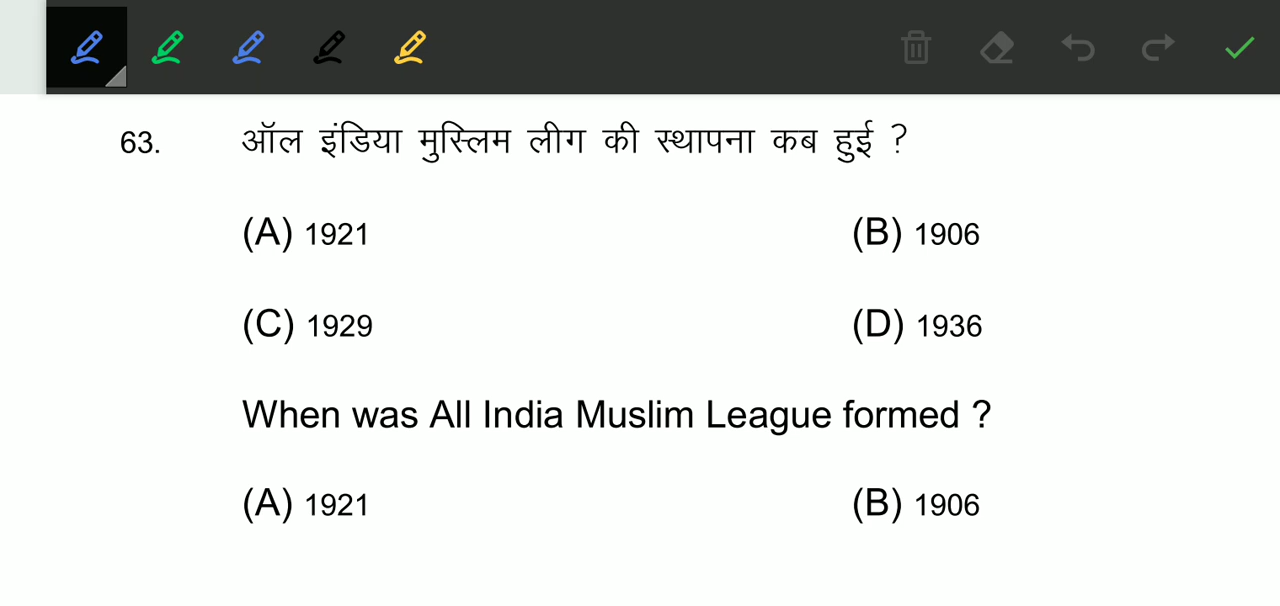 63. ऑल इंडिया मुस्लिम लीग की स्थापना कब हुई ?
(A) 1921 (B) 1906
(C) 1929 (D) 1936
When was All India Muslim League formed ?
(A) 1921 (B) 1906